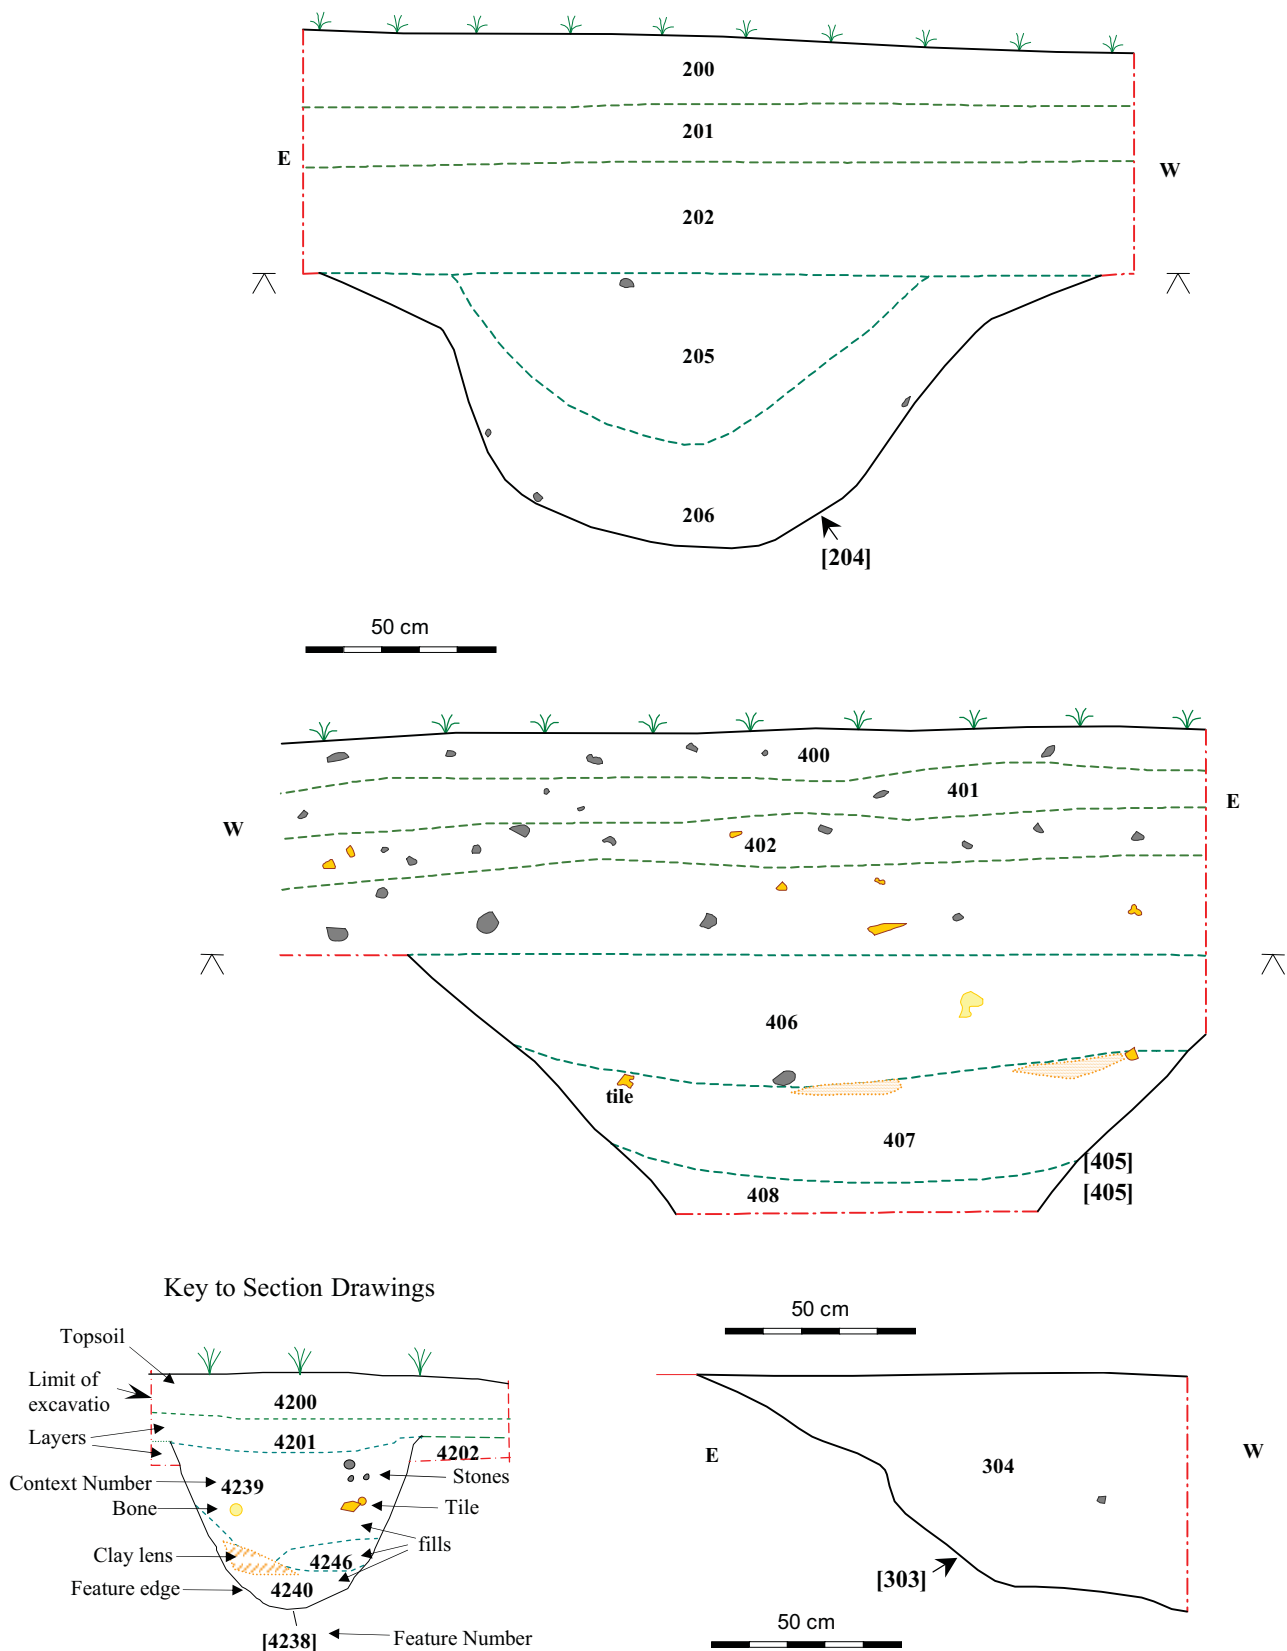 200
201
E
W
202
205
206
[204]
50 cm
400
401
E
W
402
406
tile
407
[405]
408
[405]
Key to Section Drawings
50 cm
Topsoil
Limit of
excavatio
4200
Layers
4201
4202
E
W
304
Context Number
4239
Stones
Bone
Tile
Clay lens
4246
fills
Feature edge
4240
[303]
50 cm
[4238]
Feature Number